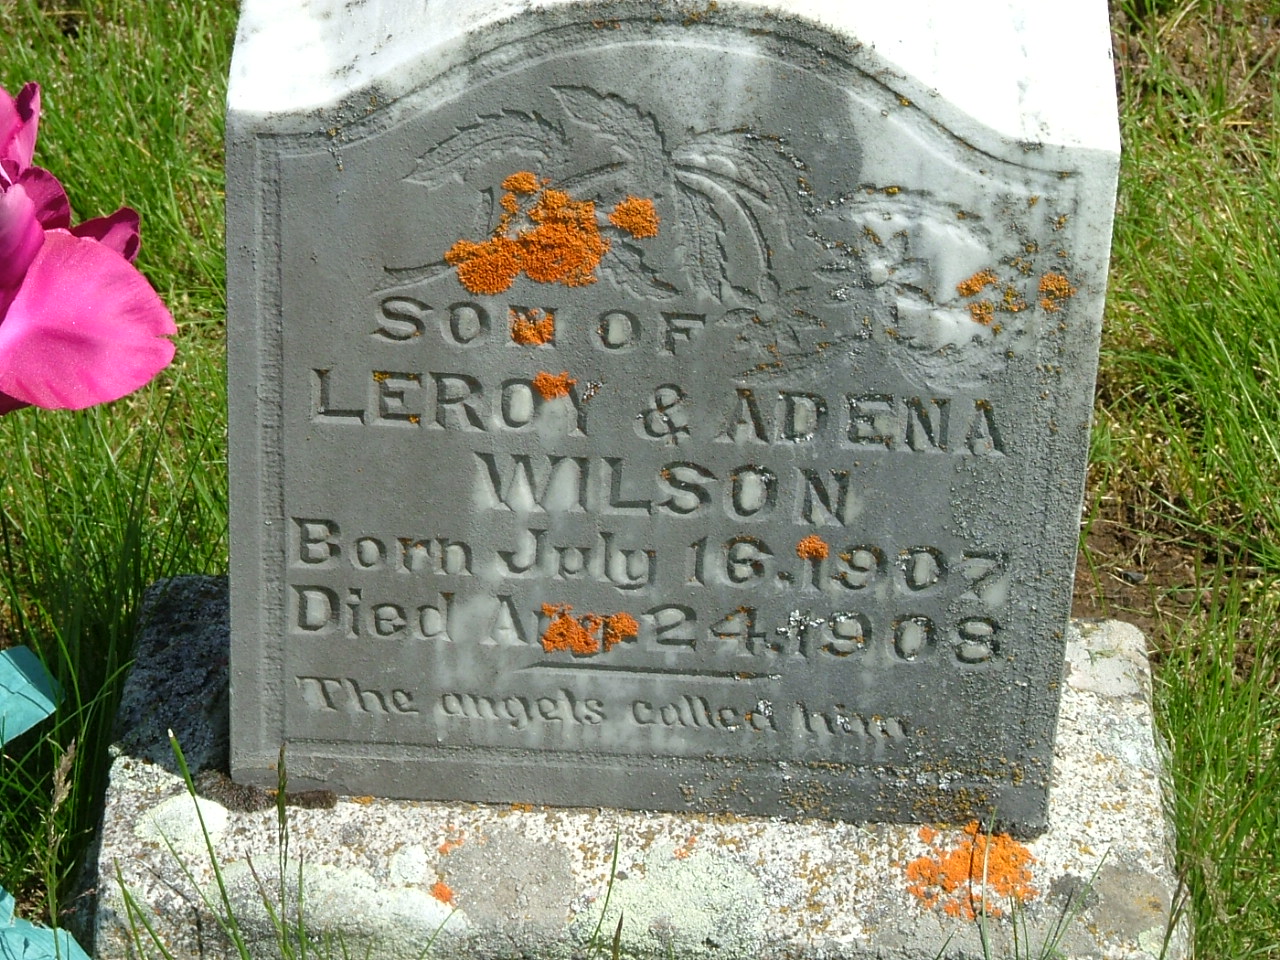 SON OF
LEROY & ADENA
WILSON
Born July 16.1907
Died Aug 24.1908
The angels called him